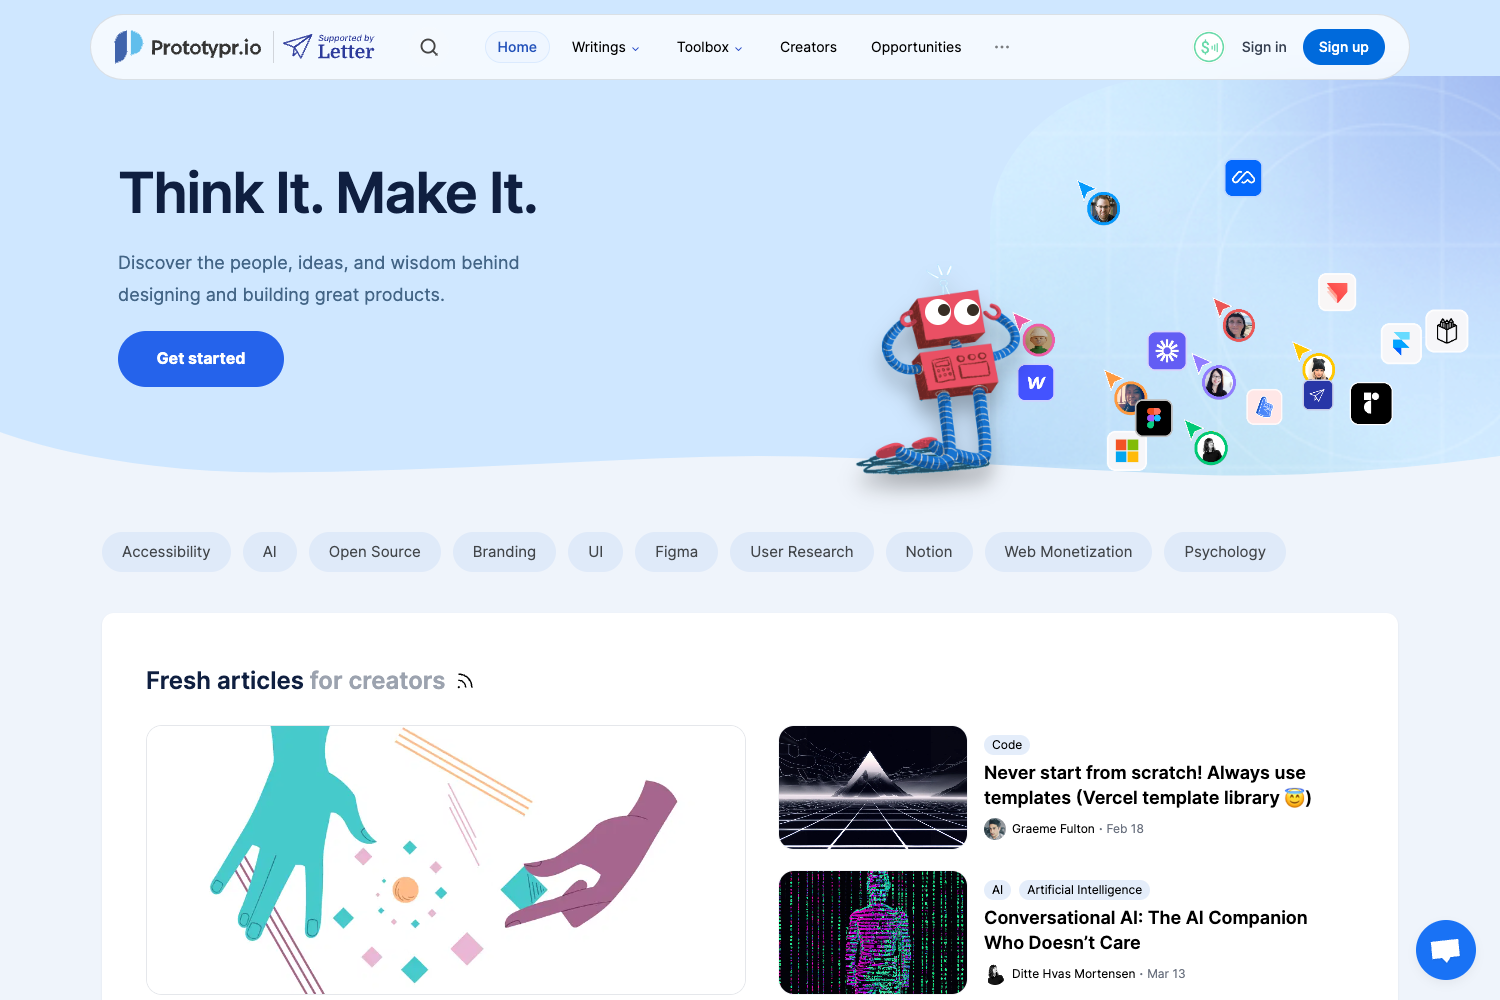 Prototypr.io
Supported by
Letter
Home
Writings
Toolbox
Creators
Opportunities
Sign in
Sign up
Think It. Make It.
Discover the people, ideas, and wisdom behind
designing and building great products.
Get started
Accessibility
AI
Open Source
Branding
UI
Figma
User Research
Notion
Web Monetization
Psychology
Fresh articles for creators
Code
Never start from scratch! Always use
templates (Vercel template library 😇)
Graeme Fulton · Feb 18
AI
Artificial Intelligence
Conversational AI: The AI Companion
Who Doesn’t Care
Ditte Hvas Mortensen · Mar 13